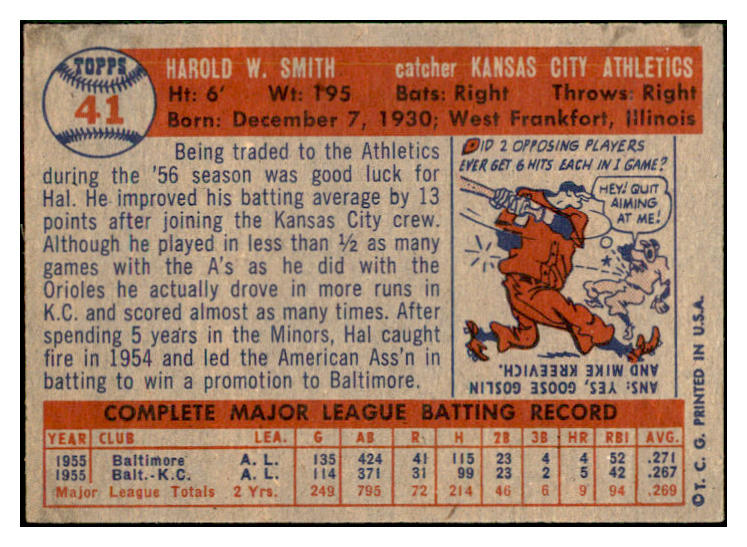 TOPPS
41
HAROLD W. SMITH catcher KANSAS CITY ATHLETICS
Ht: 6' Wt: 195 Bats: Right Throws: Right
Born: December 7, 1930; West Frankfort, Illinois
Being traded to the Athletics
during the '56 season was good luck for
Hal. He improved his batting average by 13
points after joining the Kansas City crew.
Although he played in less than ½ as many
games with the A's as he did with the
Orioles he actually drove in more runs in
K.C. and scored almost as many times. After
spending 5 years in the Minors, Hal caught
fire in 1954 and led the American Ass'n in
batting to win a promotion to Baltimore.
DID 2 OPPOSING PLAYERS
EVER GET 6 HITS EACH IN 1 GAME?
HEY! QUIT
AIMING
AT ME!
ANS: YES, GOOSE GOSLIN
AND MIKE KREEVICH.
COMPLETE MAJOR LEAGUE BATTING RECORD
YEAR CLUB LEA. G AB R H 2B 3B HR RBI AVG.
1955 Baltimore A. L. 135 424 41 115 23 4 4 52 .271
1955 Balt.-K.C. A. L. 114 371 31 99 23 2 5 42 .267
Major League Totals 2 Yrs. 249 795 72 214 46 6 9 94 .269
©T. C. G. PRINTED IN U.S.A.